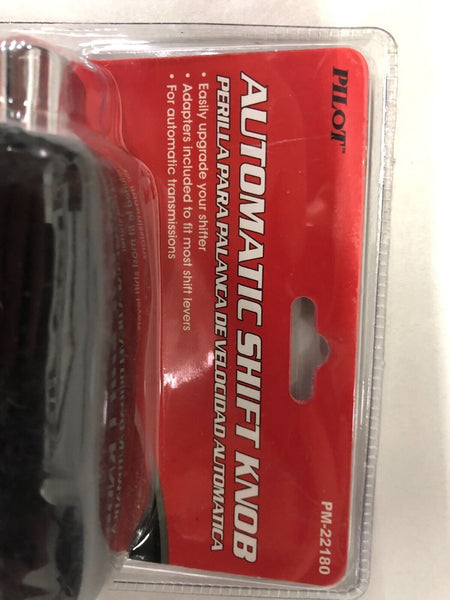 PILOT™
AUTOMATIC SHIFT KNOB
PERILLA PARA PALANCA DE VELOCIDAD AUTOMATICA
• Easily upgrade your shifter
• Adapters included to fit most shift levers
• For automatic transmissions
PM-22180